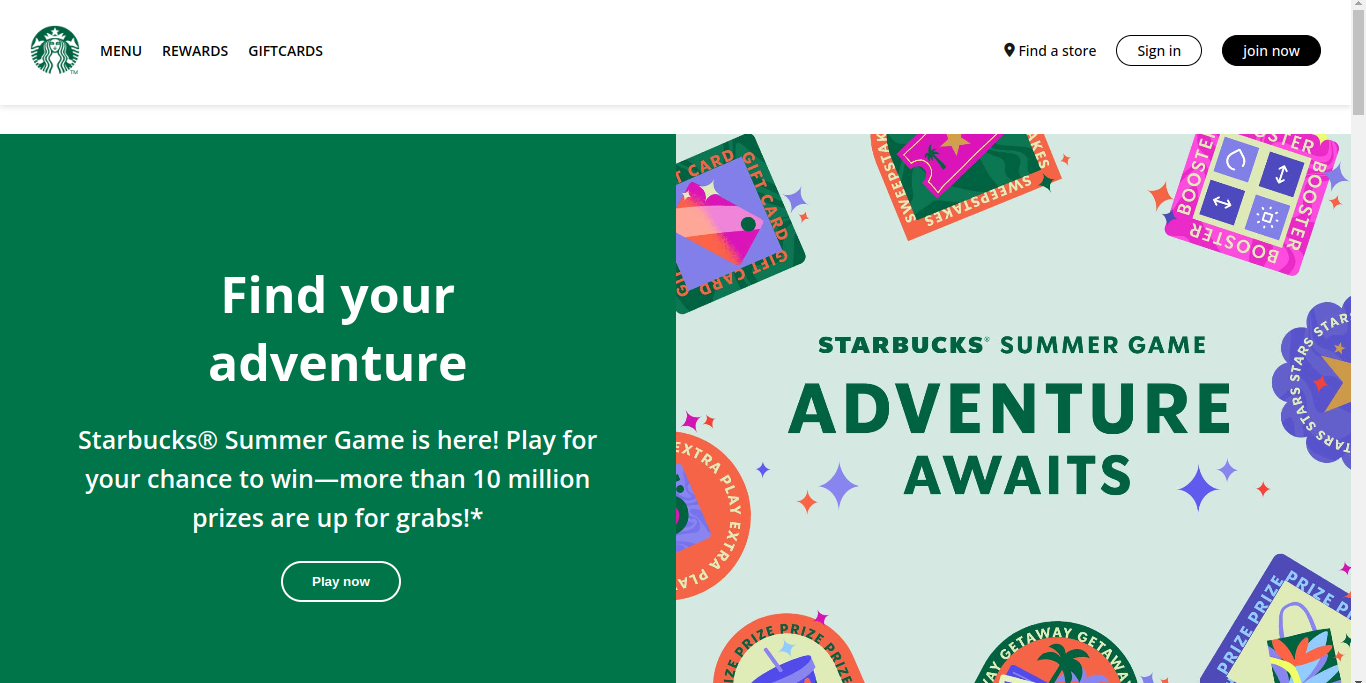 MENU REWARDS GIFTCARDS
Find a store Sign in join now
TM
Find your
adventure
Starbucks® Summer Game is here! Play for
your chance to win—more than 10 million
prizes are up for grabs!*
Play now
STARBUCKS® SUMMER GAME
ADVENTURE
AWAITS
GIFT CARD
GIFT CARD
SWEEPSTAKES
SWEEPSTAKES
BOOSTER
BOOSTER
BOOSTER
BOOSTER
STARS STARS STARS
EXTRA PLAY EXTRA PLAY
PRIZE PRIZE PRIZE
GETAWAY
PRIZE PRIZE
PRIZE